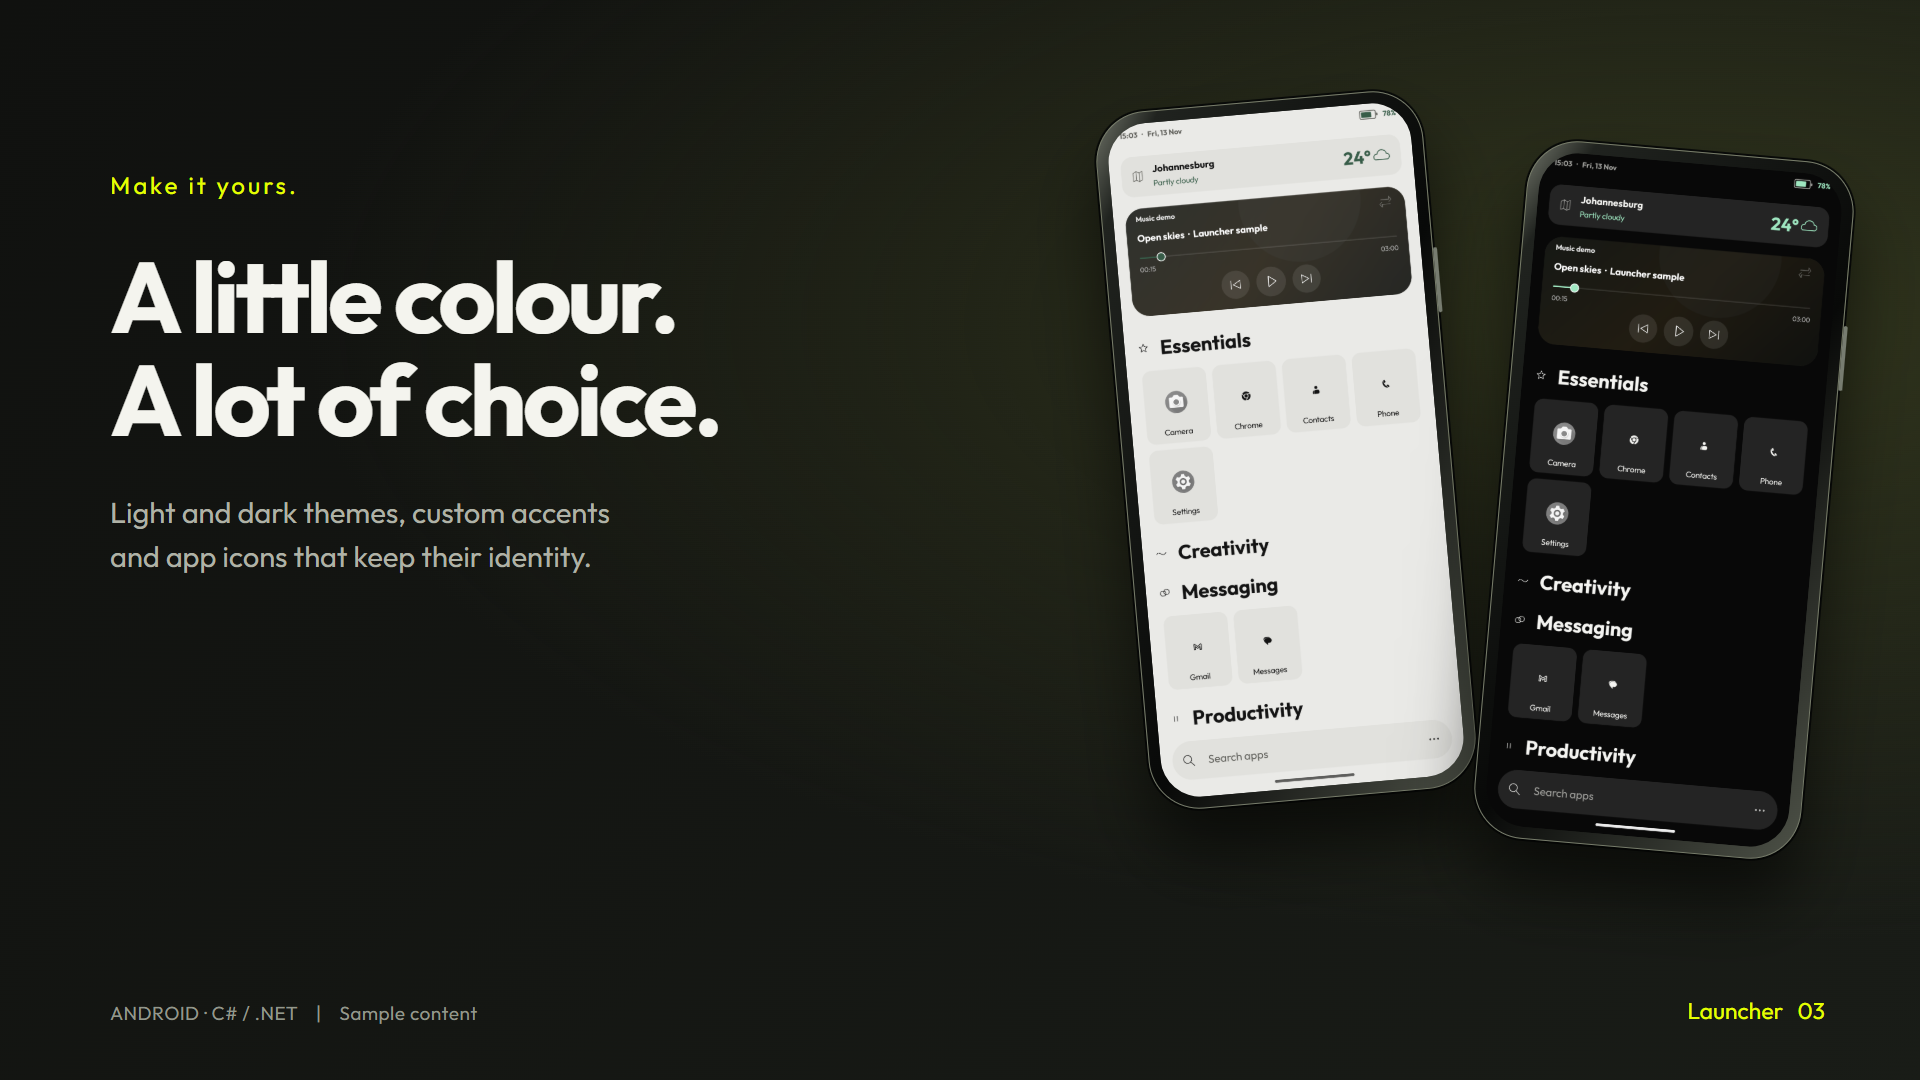 Make it yours.
A little colour.
A lot of choice.
Light and dark themes, custom accents
and app icons that keep their identity.
15:03 · Fri, 13 Nov
78%
Johannesburg
Partly cloudy
24°
Music demo
Open skies · Launcher sample
00:15
03:00
Essentials
Camera
Chrome
Contacts
Phone
Settings
Creativity
Messaging
Gmail
Messages
Productivity
Search apps
15:03 · Fri, 13 Nov
78%
Johannesburg
Partly cloudy
24°
Music demo
Open skies · Launcher sample
00:15
03:00
Essentials
Camera
Chrome
Contacts
Phone
Settings
Creativity
Messaging
Gmail
Messages
Productivity
Search apps
ANDROID · C# / .NET | Sample content
Launcher 03